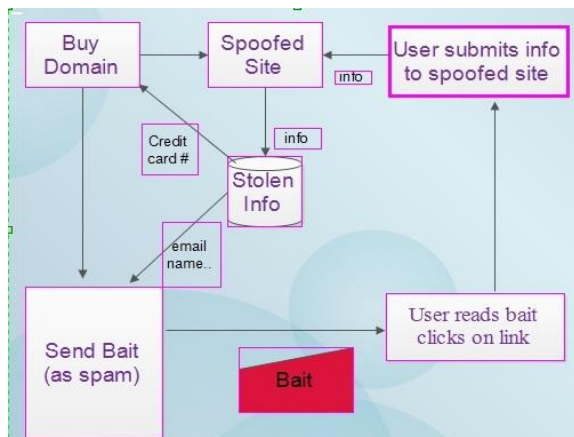 Buy
Domain
Spoofed
Site
User submits info
to spoofed site
info
Credit
card #
info
Stolen
Info
email
name..
Send Bait
(as spam)
Bait
User reads bait
clicks on link